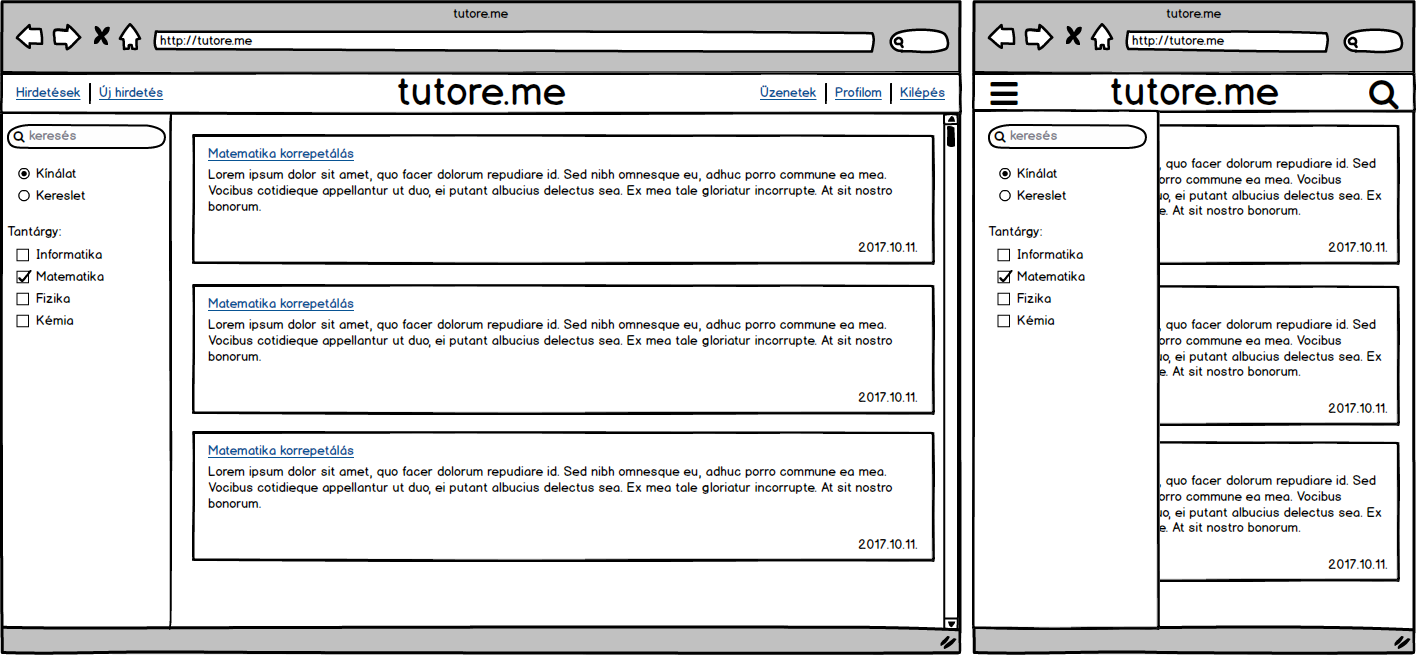 tutore.me
http://tutore.me
Hirdetések
Új hirdetés
tutore.me
Üzenetek
Profilom
Kilépés
keresés
Kínálat
Kereslet
Tantárgy:
Informatika
Matematika
Fizika
Kémia
Matematika korrepetálás
Lorem ipsum dolor sit amet, quo facer dolorum repudiare id. Sed nibh omnesque eu, adhuc porro commune ea mea.
Vocibus cotidieque appellantur ut duo, ei putant albucius delectus sea. Ex mea tale gloriatur incorrupte. At sit nostro
bonorum.
2017.10.11.
Matematika korrepetálás
Lorem ipsum dolor sit amet, quo facer dolorum repudiare id. Sed nibh omnesque eu, adhuc porro commune ea mea.
Vocibus cotidieque appellantur ut duo, ei putant albucius delectus sea. Ex mea tale gloriatur incorrupte. At sit nostro
bonorum.
2017.10.11.
Matematika korrepetálás
Lorem ipsum dolor sit amet, quo facer dolorum repudiare id. Sed nibh omnesque eu, adhuc porro commune ea mea.
Vocibus cotidieque appellantur ut duo, ei putant albucius delectus sea. Ex mea tale gloriatur incorrupte. At sit nostro
bonorum.
2017.10.11.
tutore.me
http://tutore.me
tutore.me
keresés
Kínálat
Kereslet
Tantárgy:
Informatika
Matematika
Fizika
Kémia
, quo facer dolorum repudiare id. Sed
orro commune ea mea. Vocibus
uo, ei putant albucius delectus sea. Ex
e. At sit nostro bonorum.
2017.10.11.
, quo facer dolorum repudiare id. Sed
orro commune ea mea. Vocibus
uo, ei putant albucius delectus sea. Ex
e. At sit nostro bonorum.
2017.10.11.
, quo facer dolorum repudiare id. Sed
orro commune ea mea. Vocibus
uo, ei putant albucius delectus sea. Ex
e. At sit nostro bonorum.
2017.10.11.